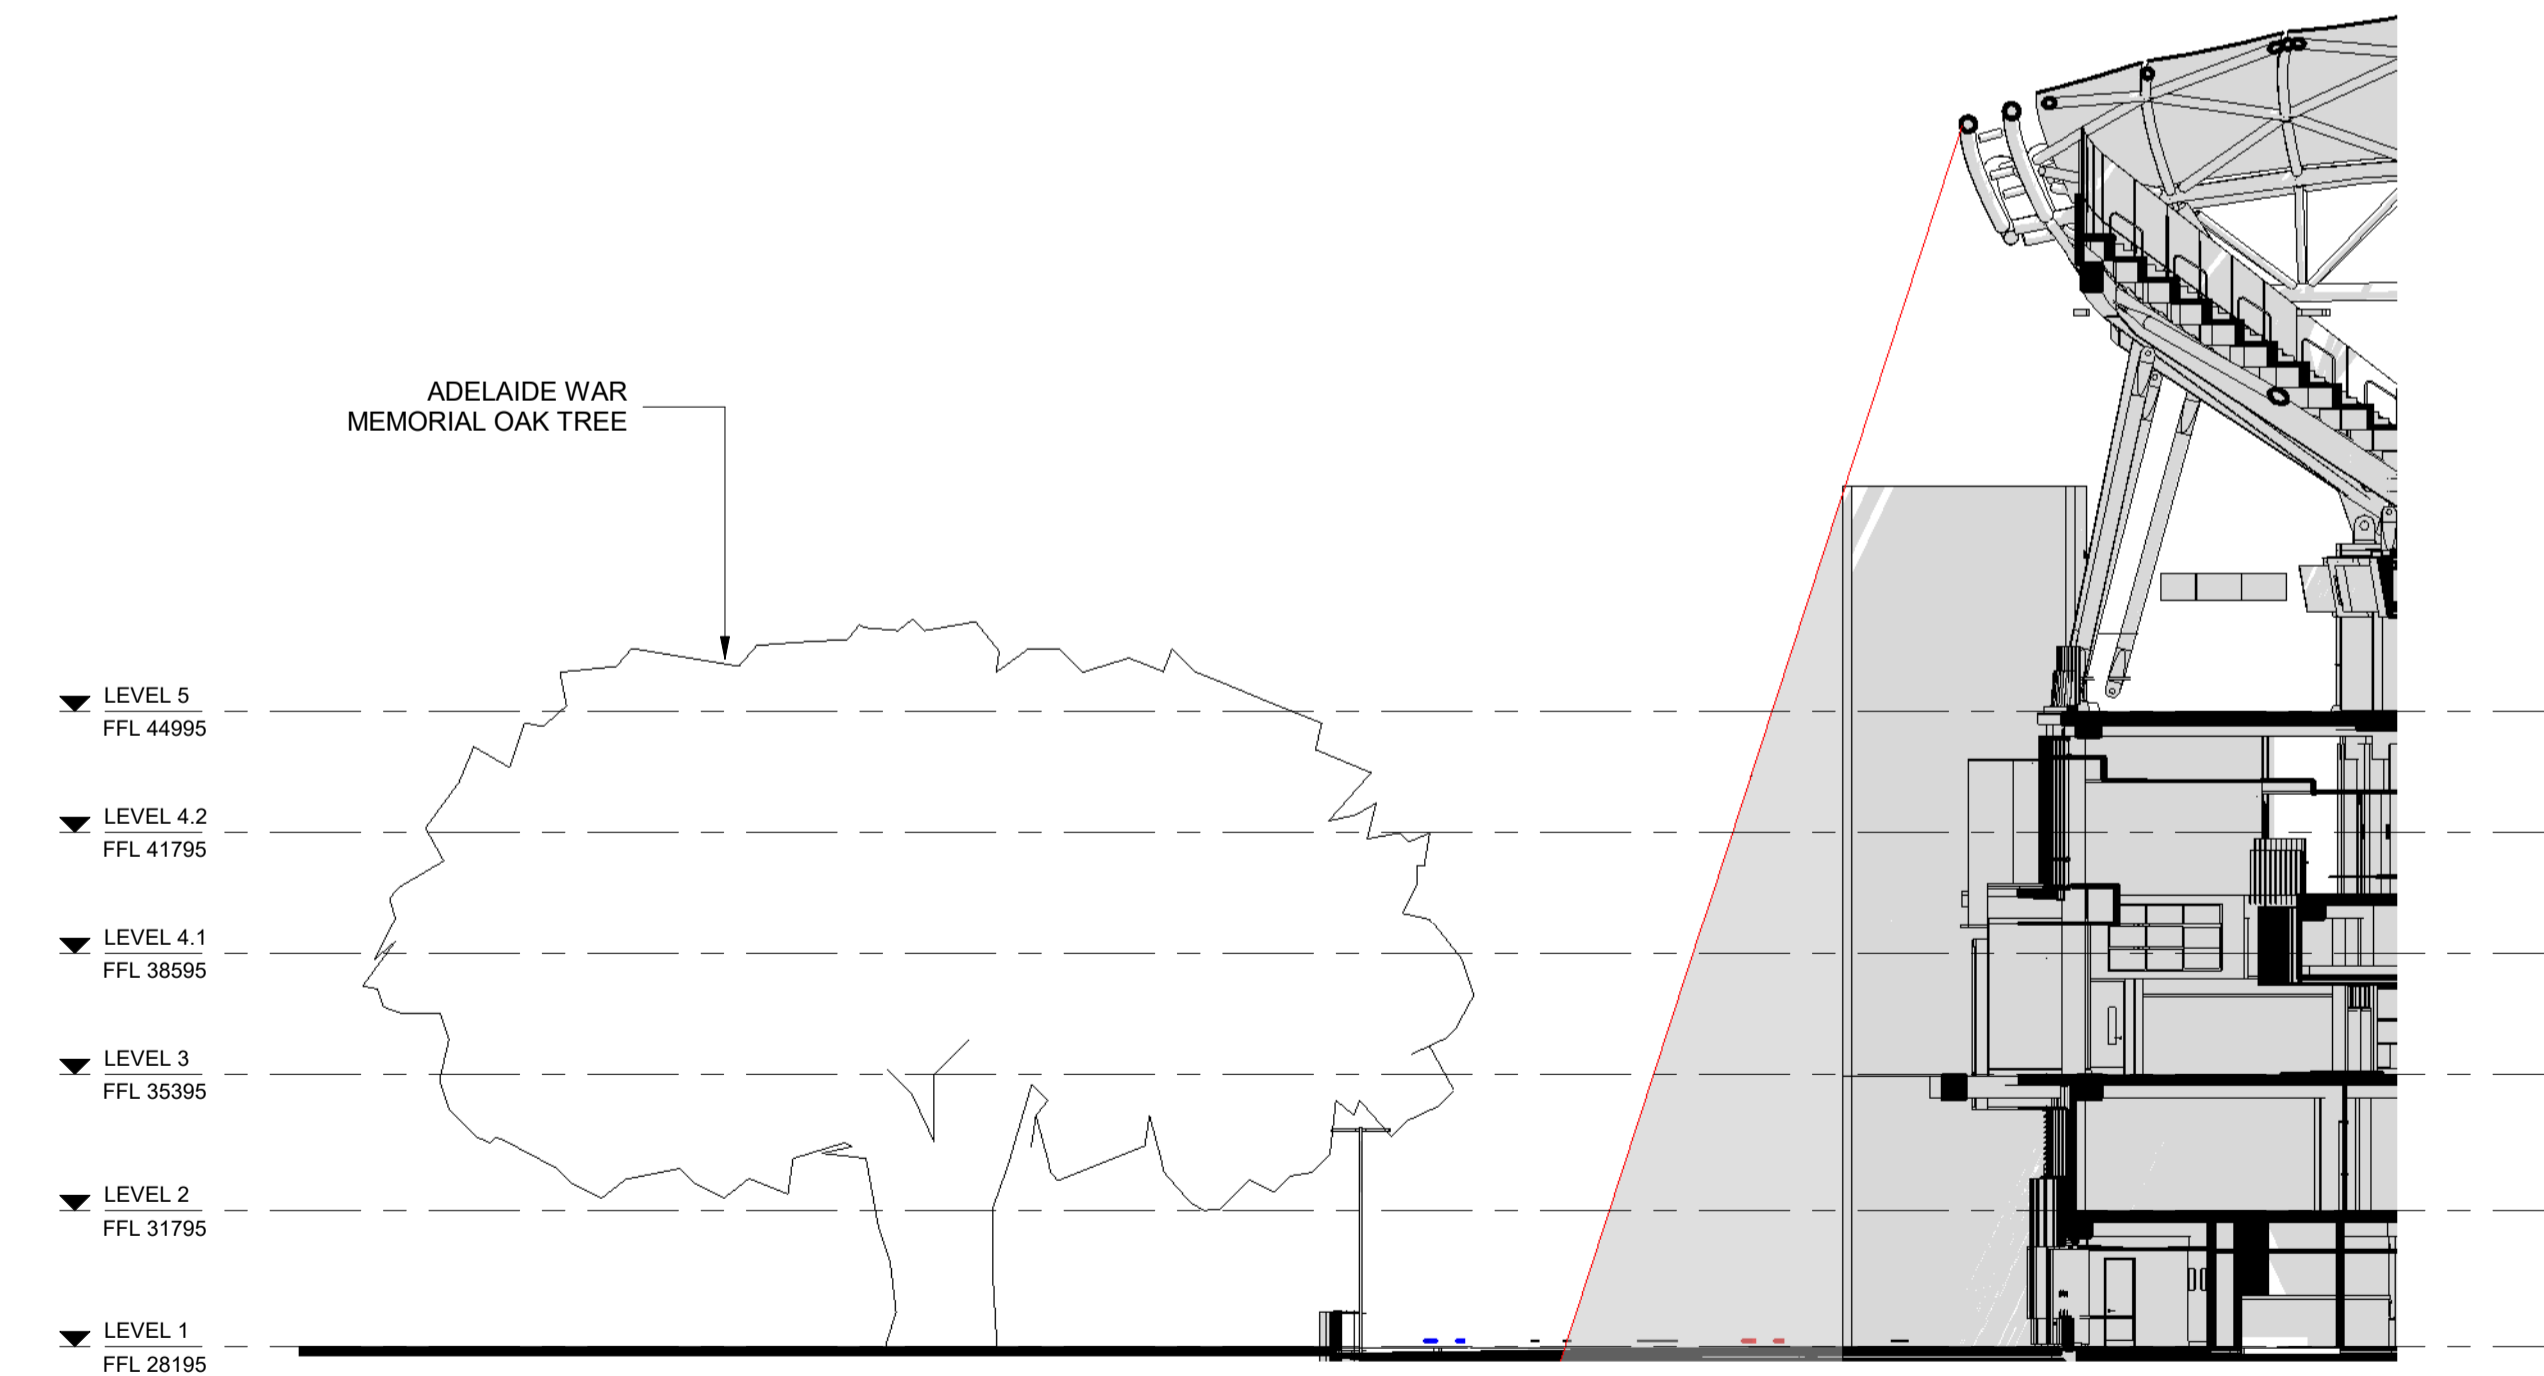 ADELAIDE WAR
MEMORIAL OAK TREE
LEVEL 5
FFL 44995
LEVEL 4.2
FFL 41795
LEVEL 4.1
FFL 38595
LEVEL 3
FFL 35395
LEVEL 2
FFL 31795
LEVEL 1
FFL 28195